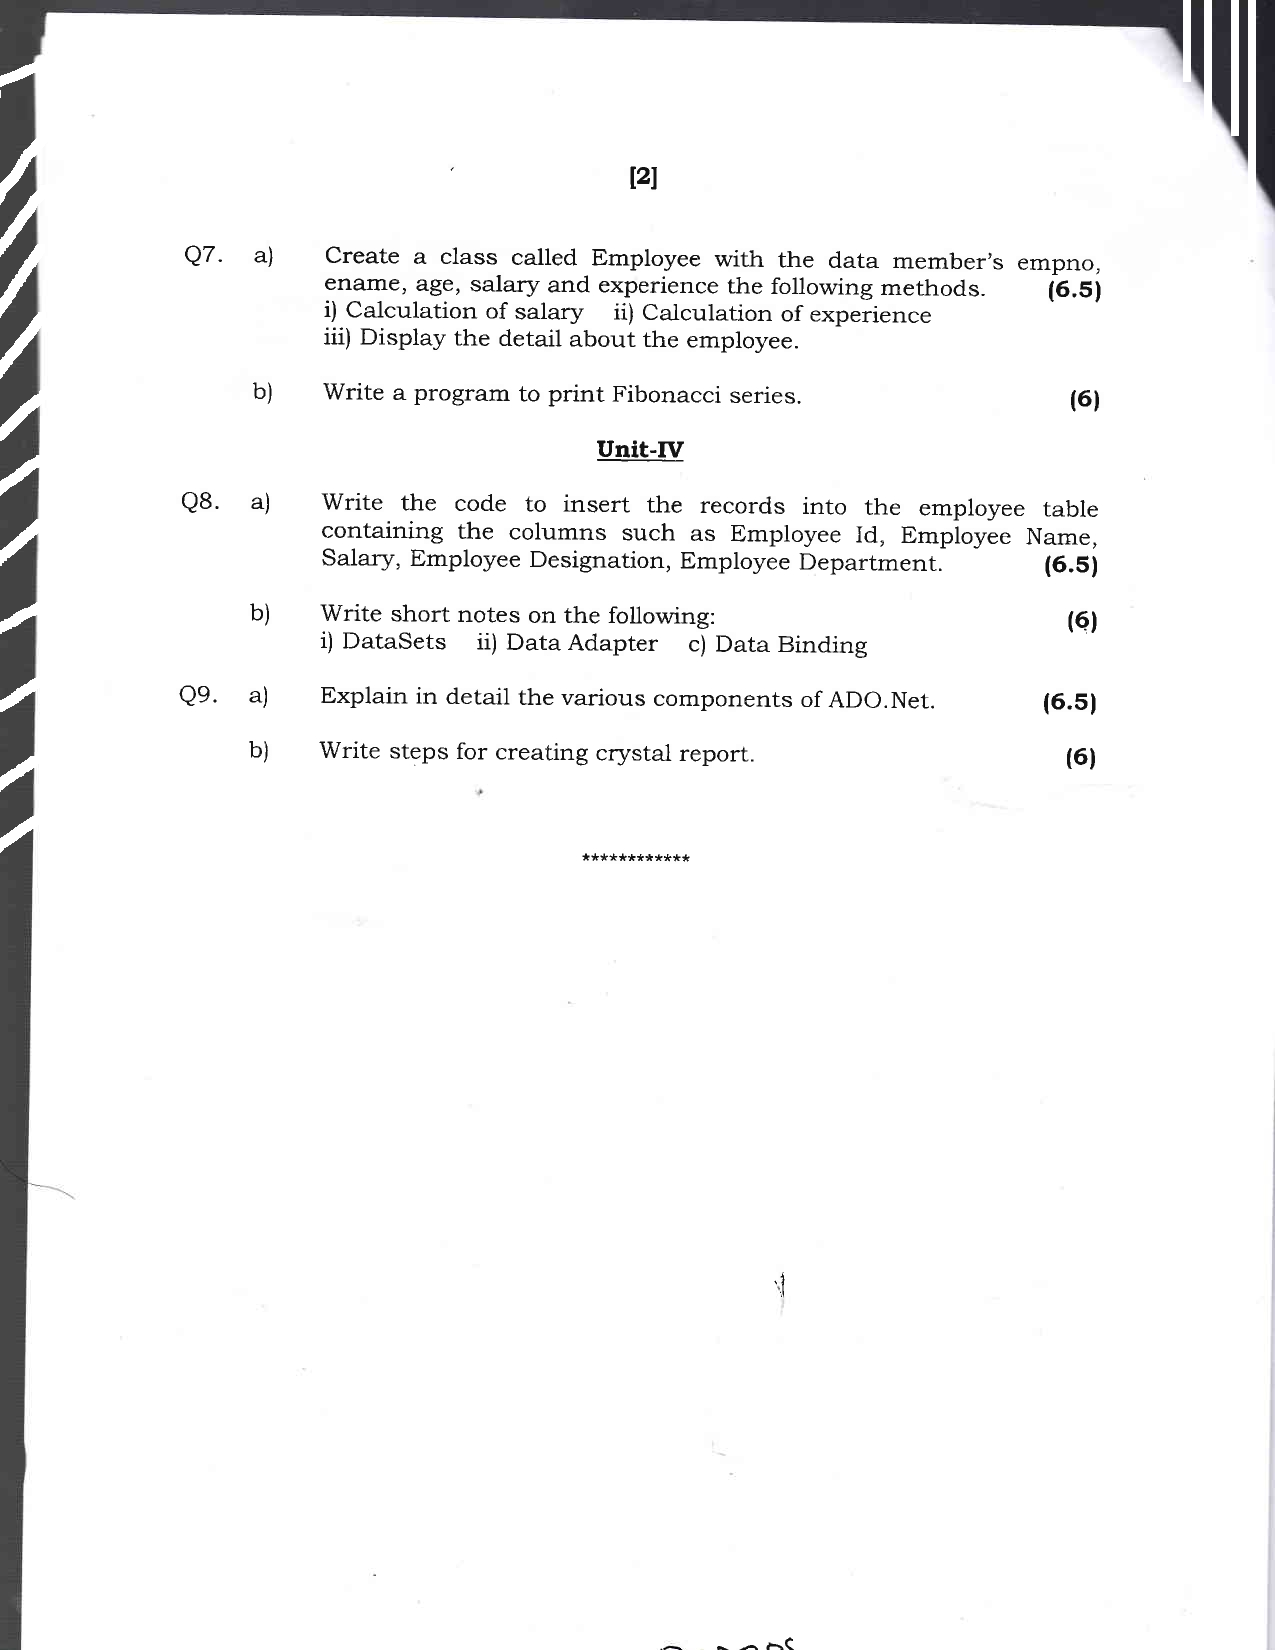 [2]
Q7. a) Create a class called Employee with the data member's empno,
ename, age, salary and experience the following methods. (6.5)
i) Calculation of salary ii) Calculation of experience
iii) Display the detail about the employee.
b) Write a program to print Fibonacci series. (6)
Unit-IV
Q8. a) Write the code to insert the records into the employee table
containing the columns such as Employee Id, Employee Name,
Salary, Employee Designation, Employee Department. (6.5)
b) Write short notes on the following: (6)
i) DataSets ii) Data Adapter c) Data Binding
Q9. a) Explain in detail the various components of ADO.Net. (6.5)
b) Write steps for creating crystal report. (6)
************